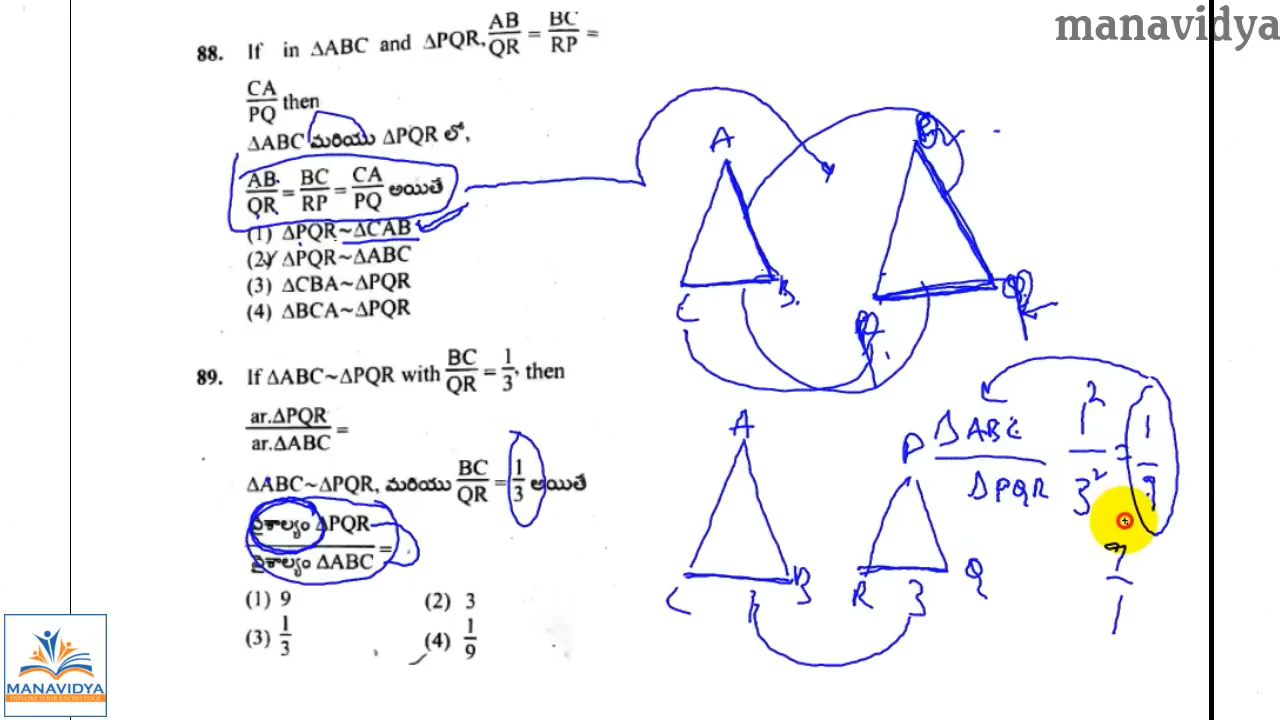 manavidya
88. If in ΔABC and ΔPQR, AB/QR = BC/RP =
CA/PQ then
ΔABC మరియు ΔPQR లో,
AB/QR = BC/RP = CA/PQ అయితే
(1) ΔPQR~ΔCAB
(2) ΔPQR~ΔABC
(3) ΔCBA~ΔPQR
(4) ΔBCA~ΔPQR
A
C B
89. If ΔABC~ΔPQR with BC/QR = 1/3, then
ar.ΔPQR/ar.ΔABC =
ΔABC~ΔPQR, మరియు BC/QR = 1/3 అయితే
వైశాల్యం ΔPQR/వైశాల్యం ΔABC =
(1) 9 (2) 3
(3) 1/3 (4) 1/9
A
C B
P
R 3 Q
ΔABC/ΔPQR 1²/3² = 1/9
9/1
MANAVIDYA